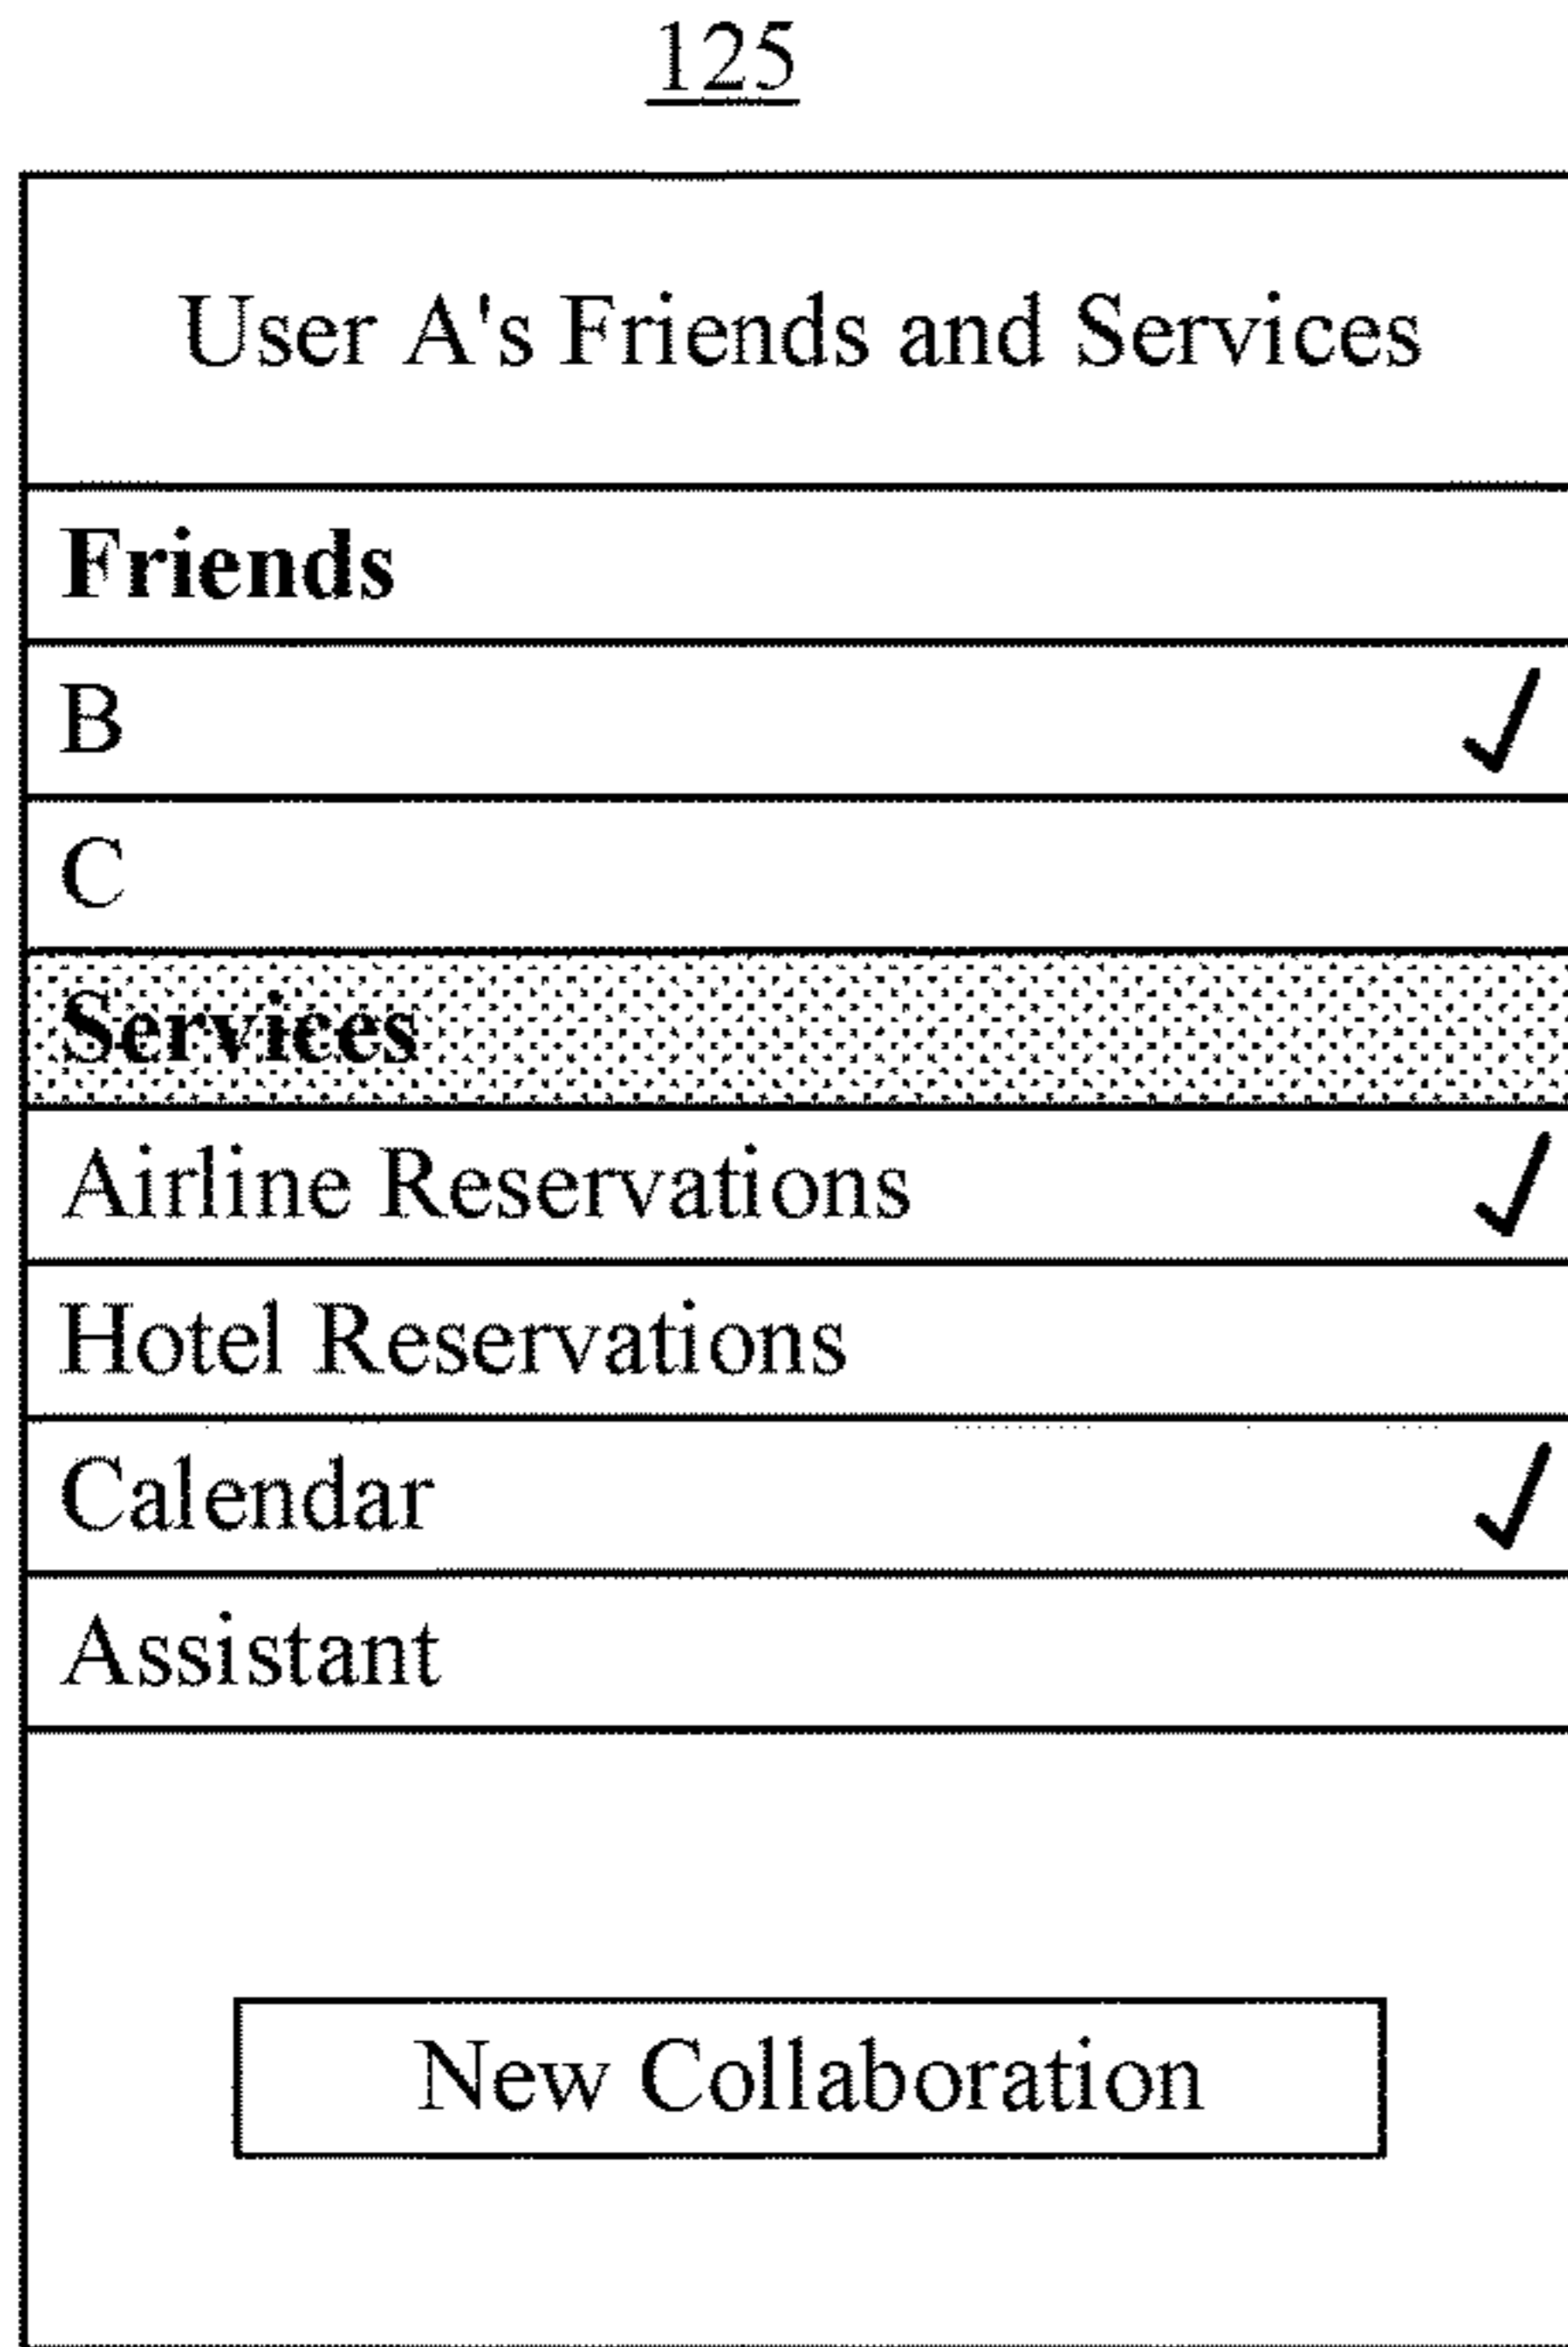 125
User A's Friends and Services
Friends
B
C
Services
Airline Reservations
Hotel Reservations
Calendar
Assistant
New Collaboration